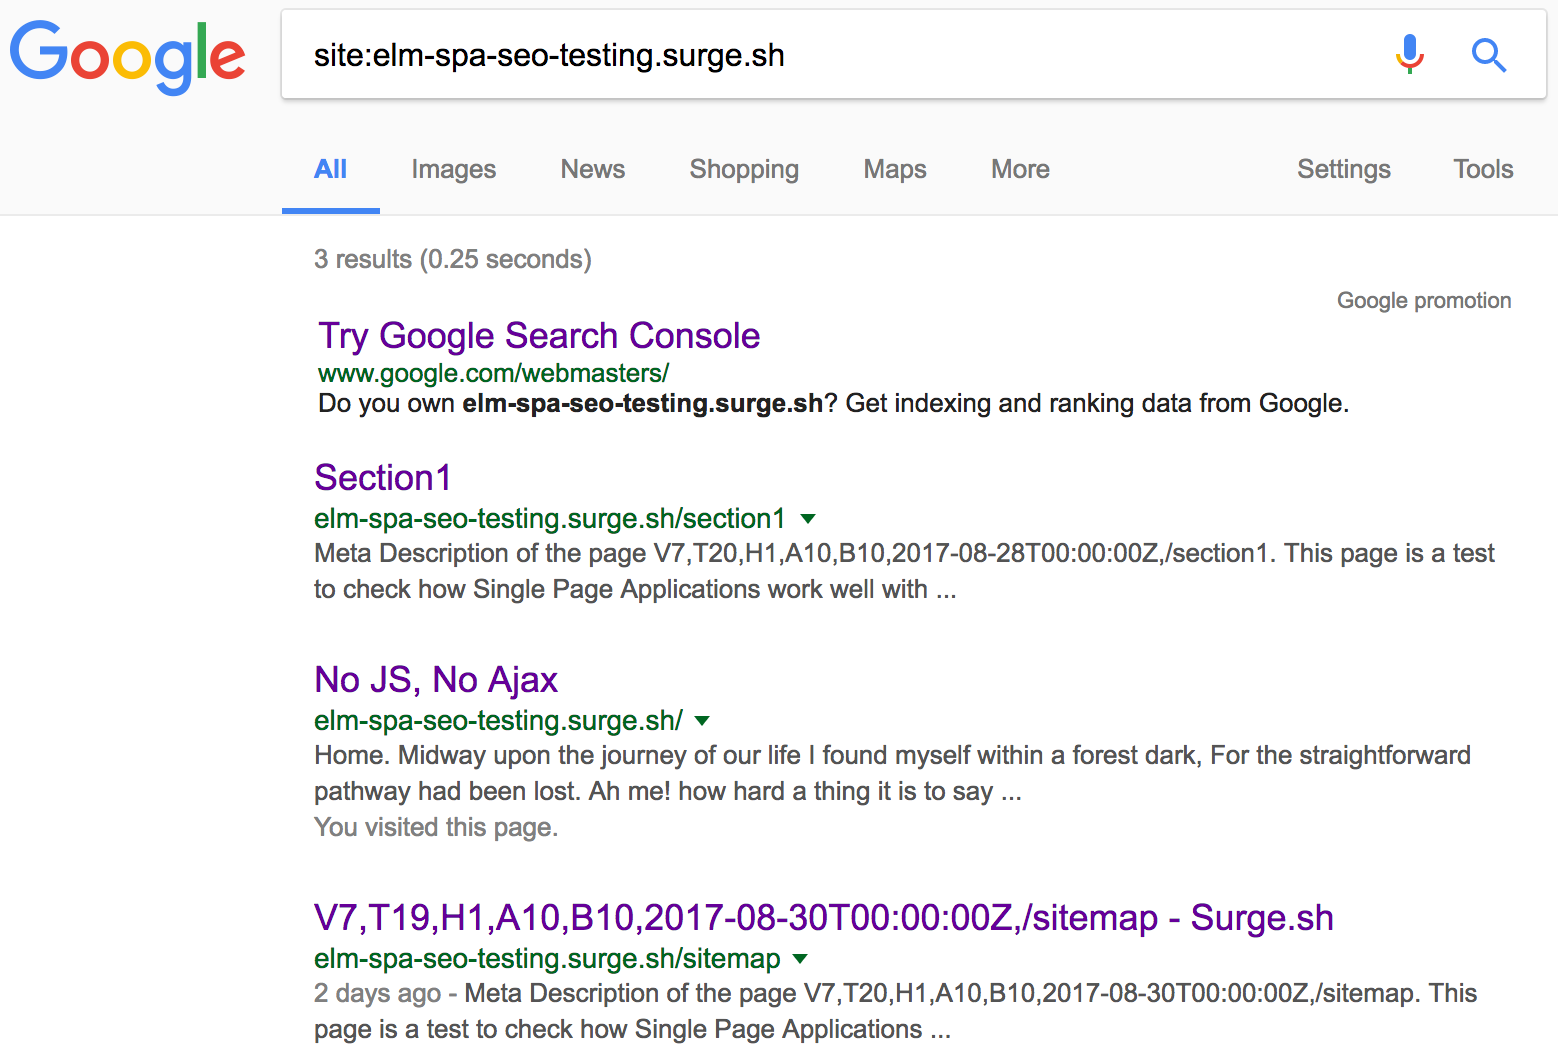 Google
site:elm-spa-seo-testing.surge.sh
All Images News Shopping Maps More Settings Tools
3 results (0.25 seconds)
Google promotion
Try Google Search Console
www.google.com/webmasters/
Do you own elm-spa-seo-testing.surge.sh? Get indexing and ranking data from Google.
Section1
elm-spa-seo-testing.surge.sh/section1
Meta Description of the page V7,T20,H1,A10,B10,2017-08-28T00:00:00Z,/section1. This page is a test
to check how Single Page Applications work well with ...
No JS, No Ajax
elm-spa-seo-testing.surge.sh/
Home. Midway upon the journey of our life I found myself within a forest dark, For the straightforward
pathway had been lost. Ah me! how hard a thing it is to say ...
You visited this page.
V7,T19,H1,A10,B10,2017-08-30T00:00:00Z,/sitemap - Surge.sh
elm-spa-seo-testing.surge.sh/sitemap
2 days ago - Meta Description of the page V7,T20,H1,A10,B10,2017-08-30T00:00:00Z,/sitemap. This
page is a test to check how Single Page Applications ...